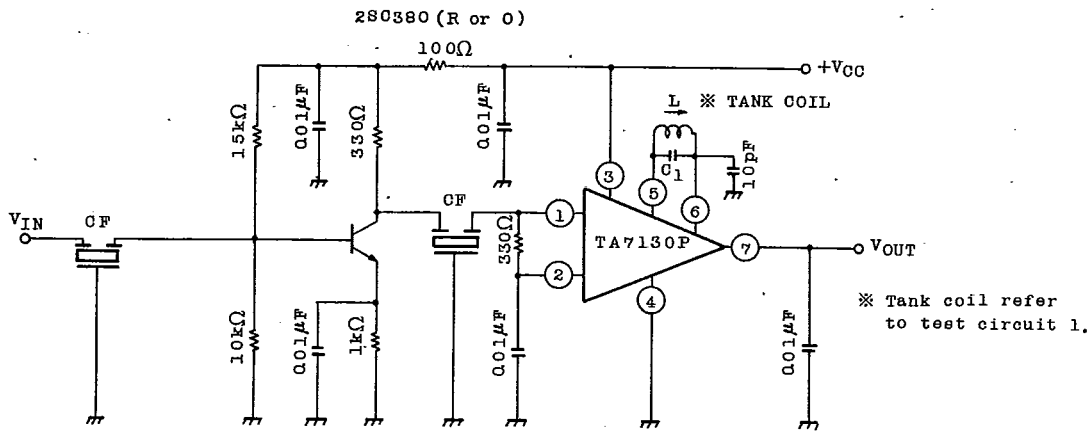 2SC380 (R or O)
100Ω
+VCC
L ※ TANK COIL
15kΩ
0.01μF
330Ω
0.01μF
C1
10pF
3
5
6
VIN
CF
CF
1
330Ω
TA7130P
7
VOUT
2
4
※ Tank coil refer
to test circuit 1.
10kΩ
0.01μF
1kΩ
0.01μF
0.01μF